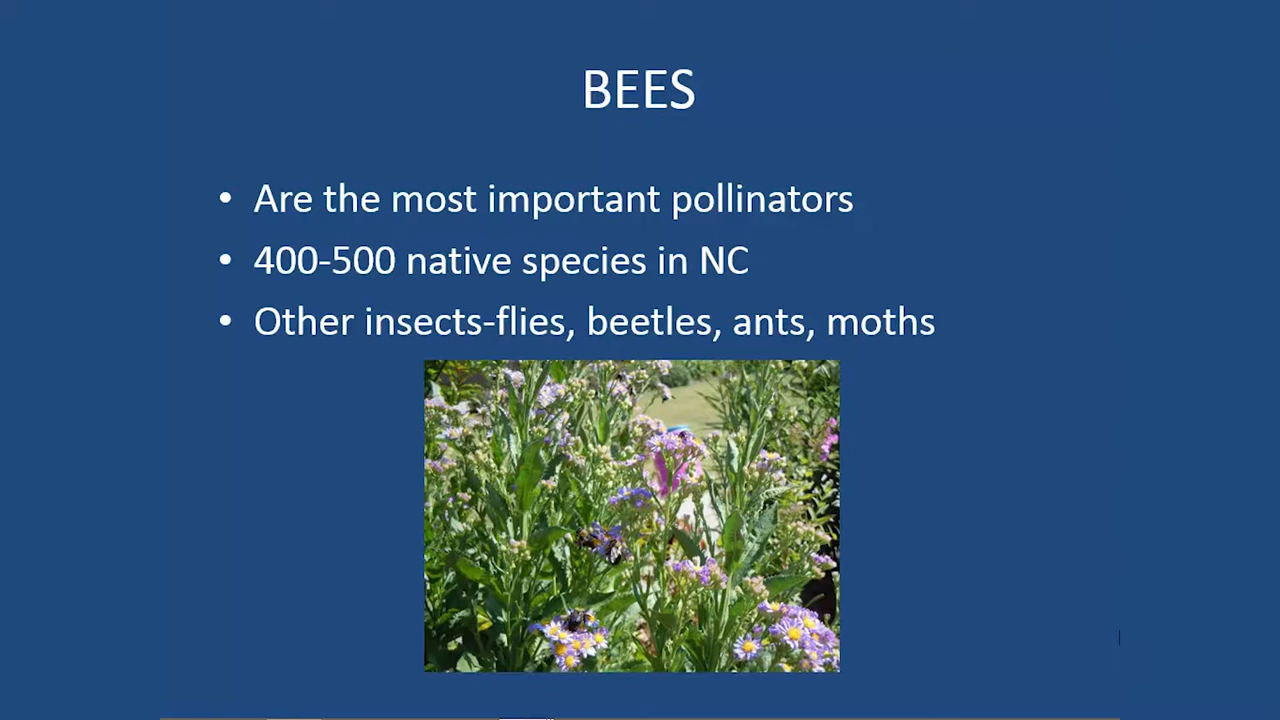 BEES
• Are the most important pollinators
• 400-500 native species in NC
• Other insects-flies, beetles, ants, moths